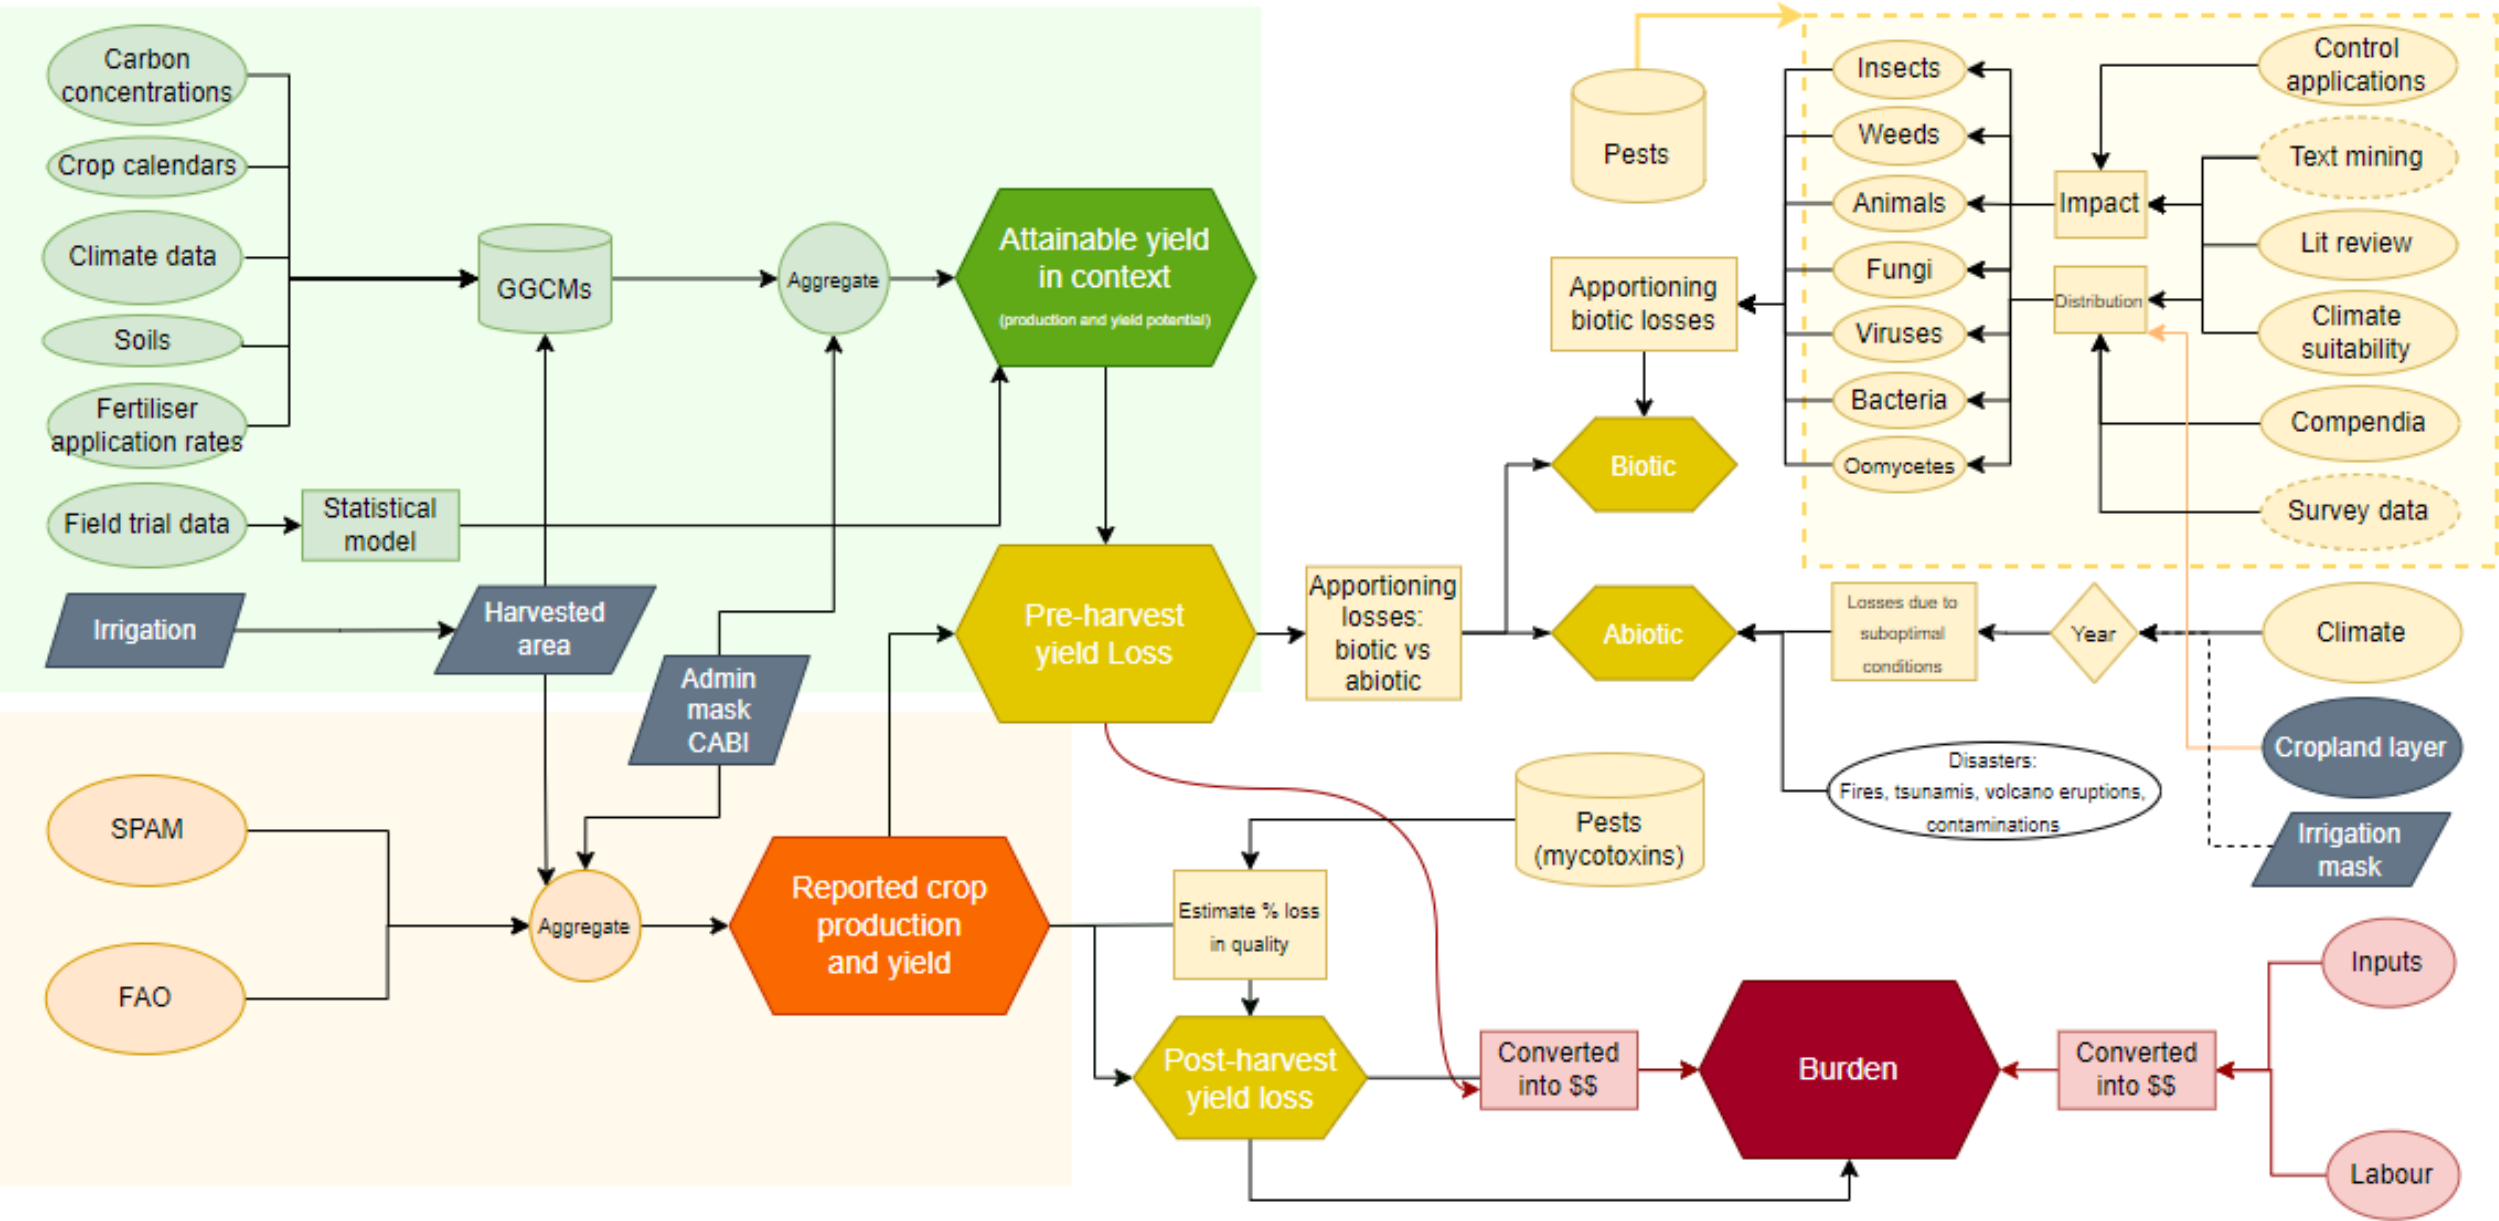 Carbon
concentrations
Crop calendars
Climate data
Soils
Fertiliser
application rates
Field trial data
Statistical
model
Irrigation
Harvested
area
Admin
mask
CABI
GGCMs
Aggregate
Attainable yield
in context
(production and yield potential)
Pre-harvest
yield Loss
SPAM
FAO
Aggregate
Reported crop
production
and yield
Apportioning
losses:
biotic vs
abiotic
Pests
Apportioning
biotic losses
Biotic
Abiotic
Insects
Weeds
Animals
Fungi
Viruses
Bacteria
Oomycetes
Impact
Distribution
Control
applications
Text mining
Lit review
Climate
suitability
Compendia
Survey data
Losses due to
suboptimal
conditions
Year
Climate
Cropland layer
Irrigation
mask
Disasters:
Fires, tsunamis, volcano eruptions,
contaminations
Pests
(mycotoxins)
Estimate % loss
in quality
Post-harvest
yield loss
Converted
into $$
Burden
Converted
into $$
Inputs
Labour